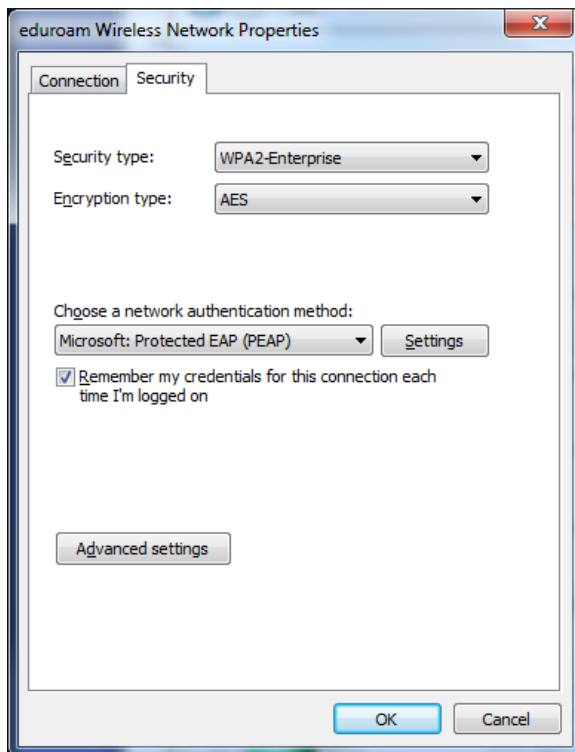 eduroam Wireless Network Properties
Connection
Security
Security type:
WPA2-Enterprise
Encryption type:
AES
Choose a network authentication method:
Microsoft: Protected EAP (PEAP)
Settings
Remember my credentials for this connection each
time I'm logged on
Advanced settings
OK
Cancel